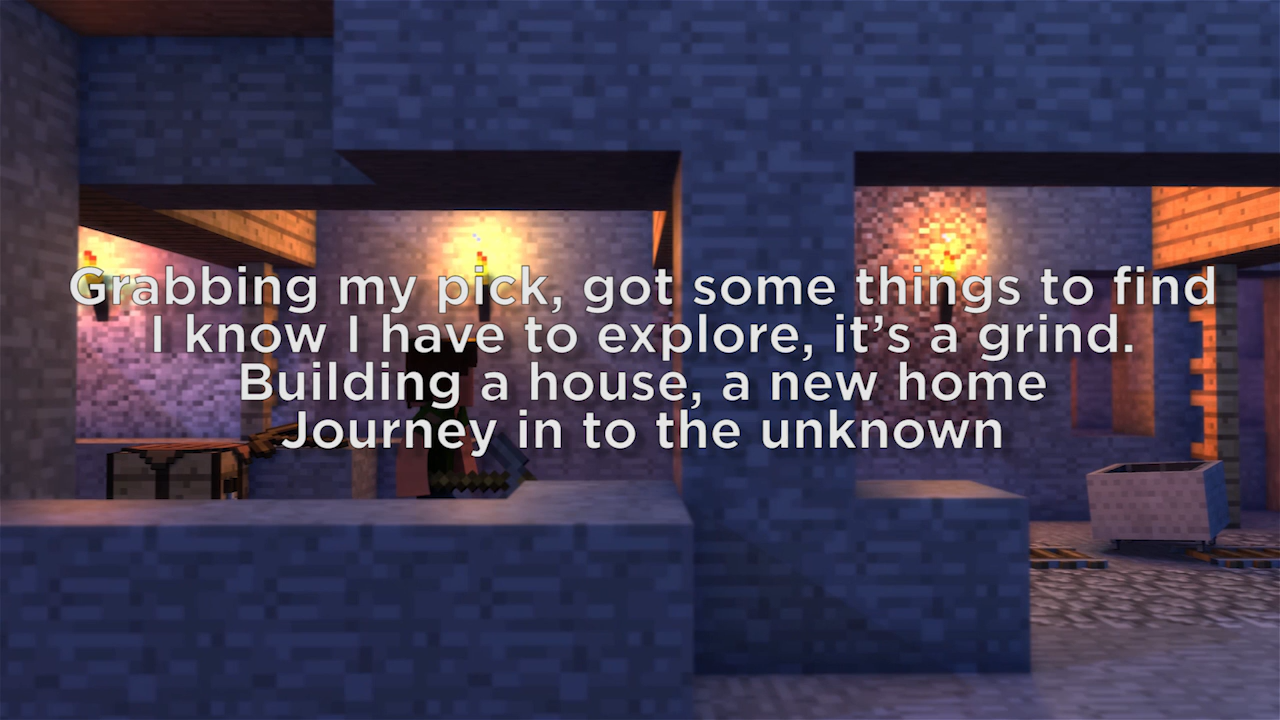 Grabbing my pick, got some things to find
I know I have to explore, it’s a grind.
Building a house, a new home
Journey in to the unknown